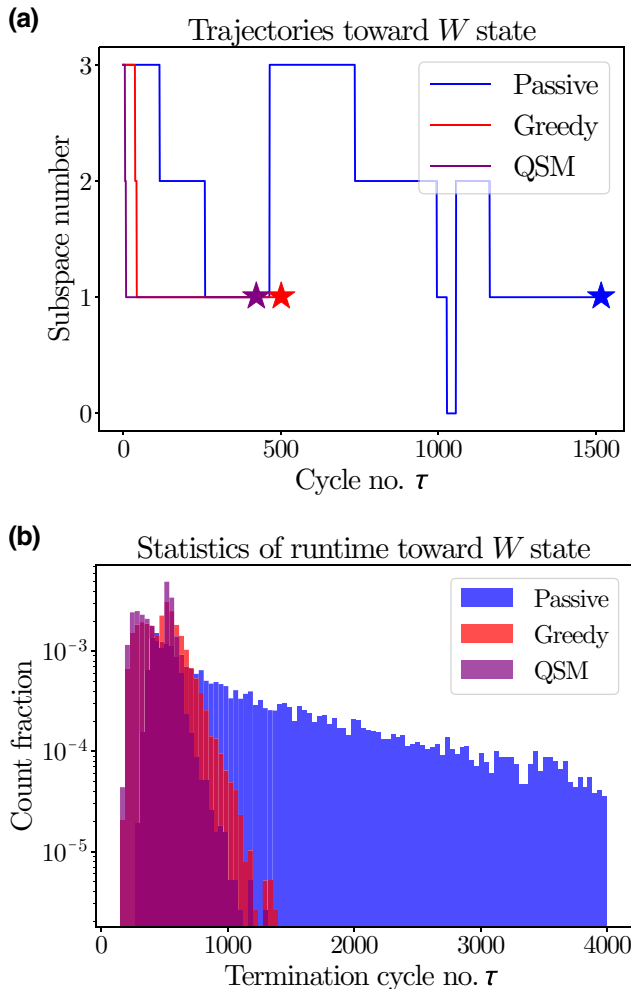 (a)
Trajectories toward W state
3
2
1
0
Subspace number
Passive
Greedy
QSM
0 500 1000 1500
Cycle no. τ
(b)
Statistics of runtime toward W state
Passive
Greedy
QSM
10⁻³
10⁻⁴
10⁻⁵
Count fraction
0 1000 2000 3000 4000
Termination cycle no. τ